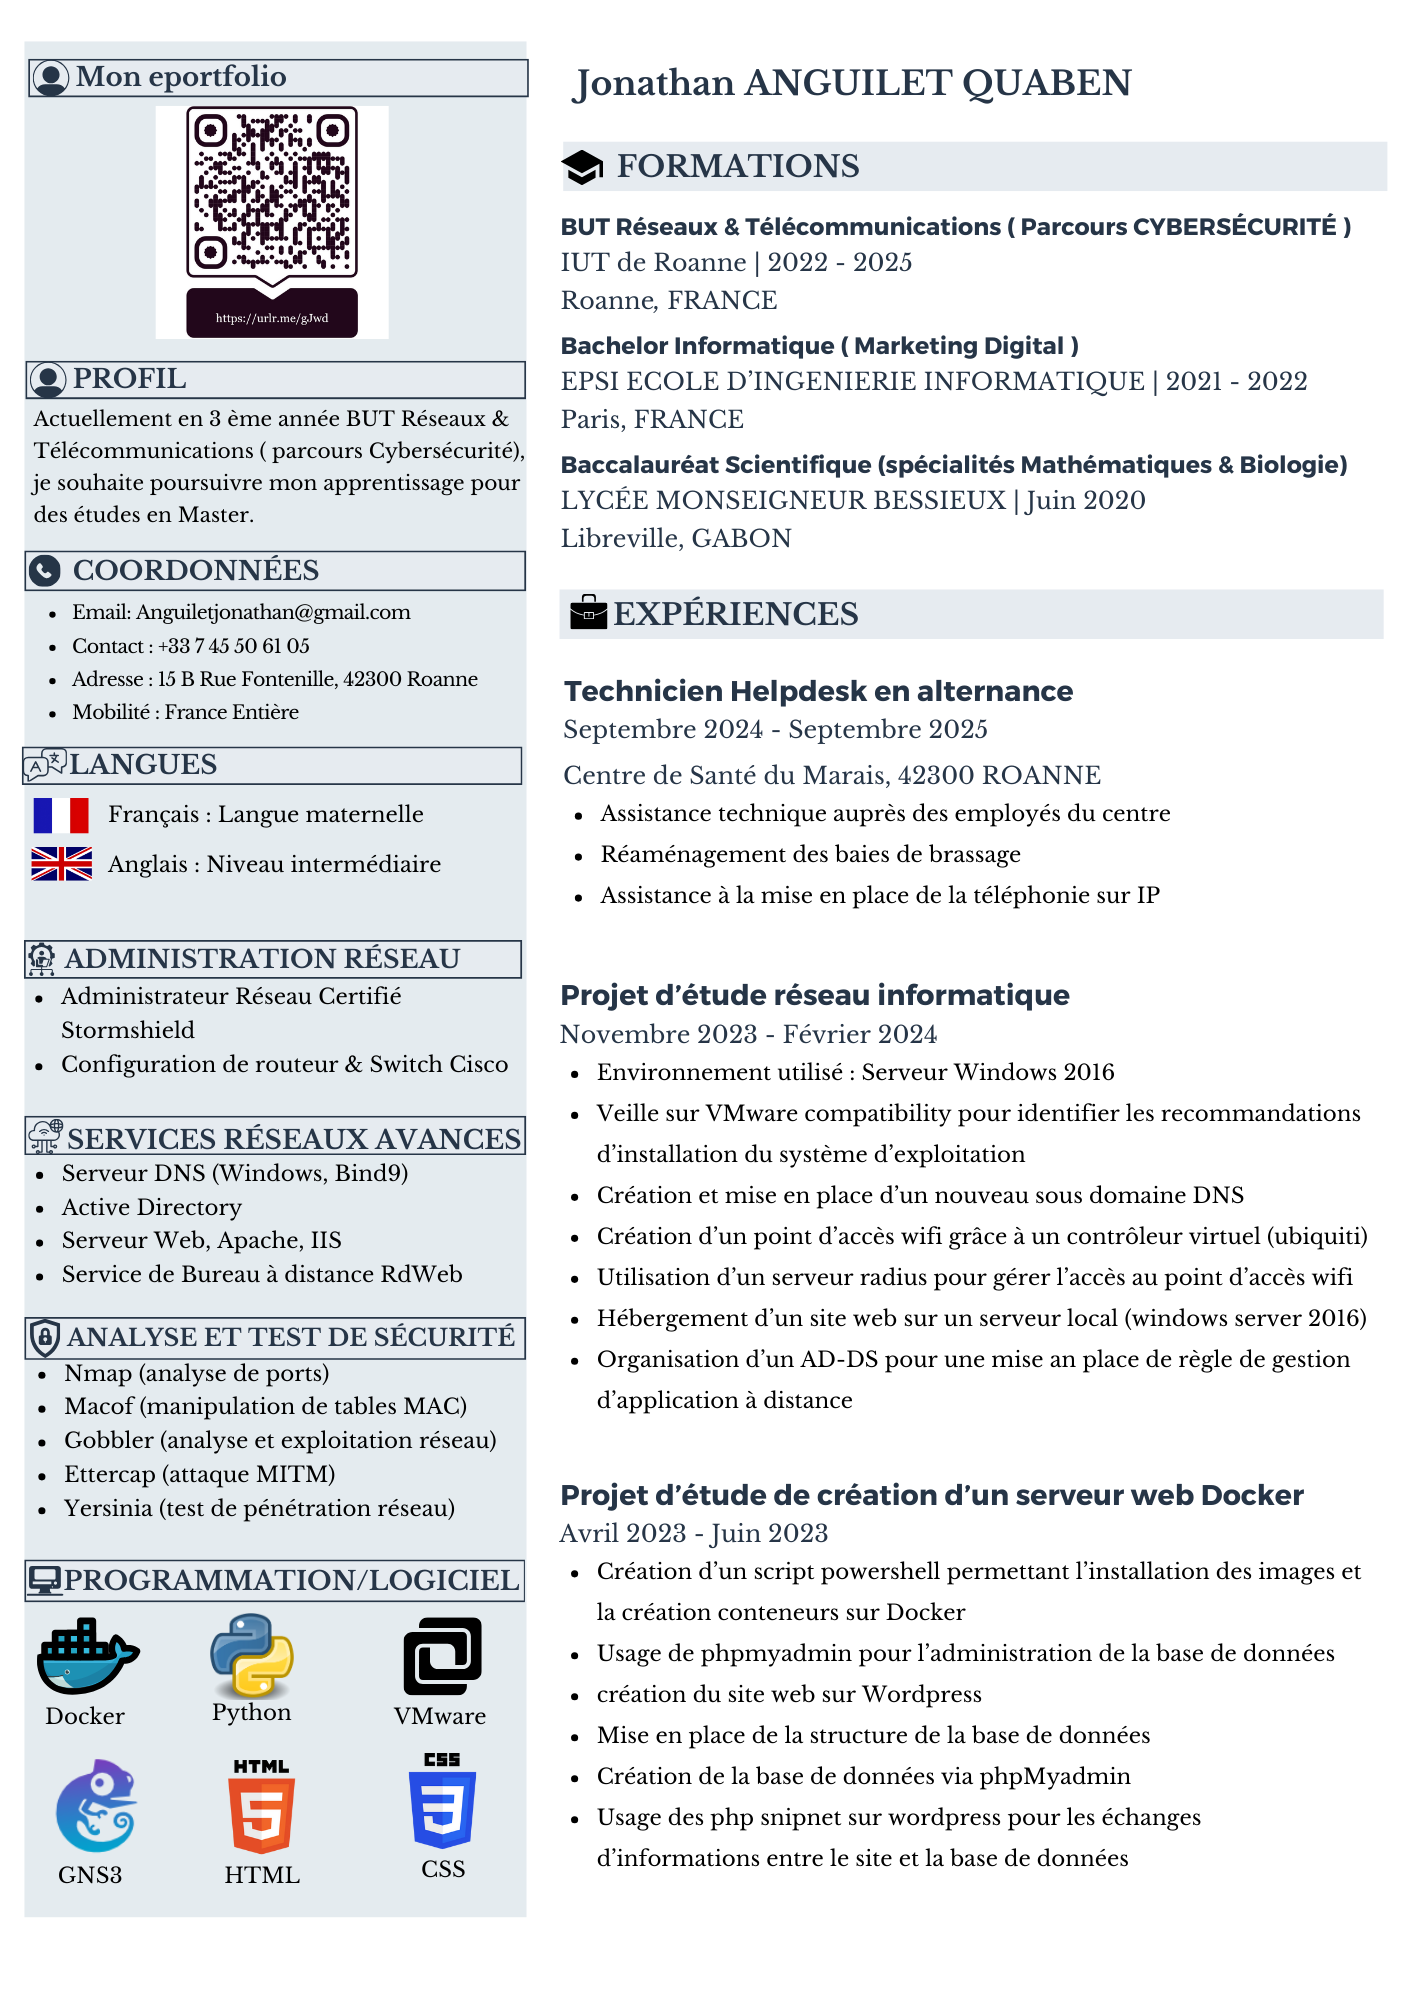 Mon eportfolio
https://urlr.me/gJwd
PROFIL
Actuellement en 3 ème année BUT Réseaux &
Télécommunications ( parcours Cybersécurité),
je souhaite poursuivre mon apprentissage pour
des études en Master.
COORDONNÉES
• Email: Anguiletjonathan@gmail.com
• Contact : +33 7 45 50 61 05
• Adresse : 15 B Rue Fontenille, 42300 Roanne
• Mobilité : France Entière
LANGUES
Français : Langue maternelle
Anglais : Niveau intermédiaire
ADMINISTRATION RÉSEAU
• Administrateur Réseau Certifié
Stormshield
• Configuration de routeur & Switch Cisco
SERVICES RÉSEAUX AVANCES
• Serveur DNS (Windows, Bind9)
• Active Directory
• Serveur Web, Apache, IIS
• Service de Bureau à distance RdWeb
ANALYSE ET TEST DE SÉCURITÉ
• Nmap (analyse de ports)
• Macof (manipulation de tables MAC)
• Gobbler (analyse et exploitation réseau)
• Ettercap (attaque MITM)
• Yersinia (test de pénétration réseau)
PROGRAMMATION/LOGICIEL
Docker
Python
VMware
HTML
CSS
GNS3
HTML
CSS
Jonathan ANGUILET QUABEN
FORMATIONS
BUT Réseaux & Télécommunications ( Parcours CYBERSÉCURITÉ )
IUT de Roanne | 2022 - 2025
Roanne, FRANCE
Bachelor Informatique ( Marketing Digital )
EPSI ECOLE D’INGENIERIE INFORMATIQUE | 2021 - 2022
Paris, FRANCE
Baccalauréat Scientifique (spécialités Mathématiques & Biologie)
LYCÉE MONSEIGNEUR BESSIEUX | Juin 2020
Libreville, GABON
EXPÉRIENCES
Technicien Helpdesk en alternance
Septembre 2024 - Septembre 2025
Centre de Santé du Marais, 42300 ROANNE
• Assistance technique auprès des employés du centre
• Réaménagement des baies de brassage
• Assistance à la mise en place de la téléphonie sur IP
Projet d’étude réseau informatique
Novembre 2023 - Février 2024
• Environnement utilisé : Serveur Windows 2016
• Veille sur VMware compatibility pour identifier les recommandations
d’installation du système d’exploitation
• Création et mise en place d’un nouveau sous domaine DNS
• Création d’un point d’accès wifi grâce à un contrôleur virtuel (ubiquiti)
• Utilisation d’un serveur radius pour gérer l’accès au point d’accès wifi
• Hébergement d’un site web sur un serveur local (windows server 2016)
• Organisation d’un AD-DS pour une mise an place de règle de gestion
d’application à distance
Projet d’étude de création d’un serveur web Docker
Avril 2023 - Juin 2023
• Création d’un script powershell permettant l’installation des images et
la création conteneurs sur Docker
• Usage de phpmyadmin pour l’administration de la base de données
• création du site web sur Wordpress
• Mise en place de la structure de la base de données
• Création de la base de données via phpMyadmin
• Usage des php snipnet sur wordpress pour les échanges
d’informations entre le site et la base de données